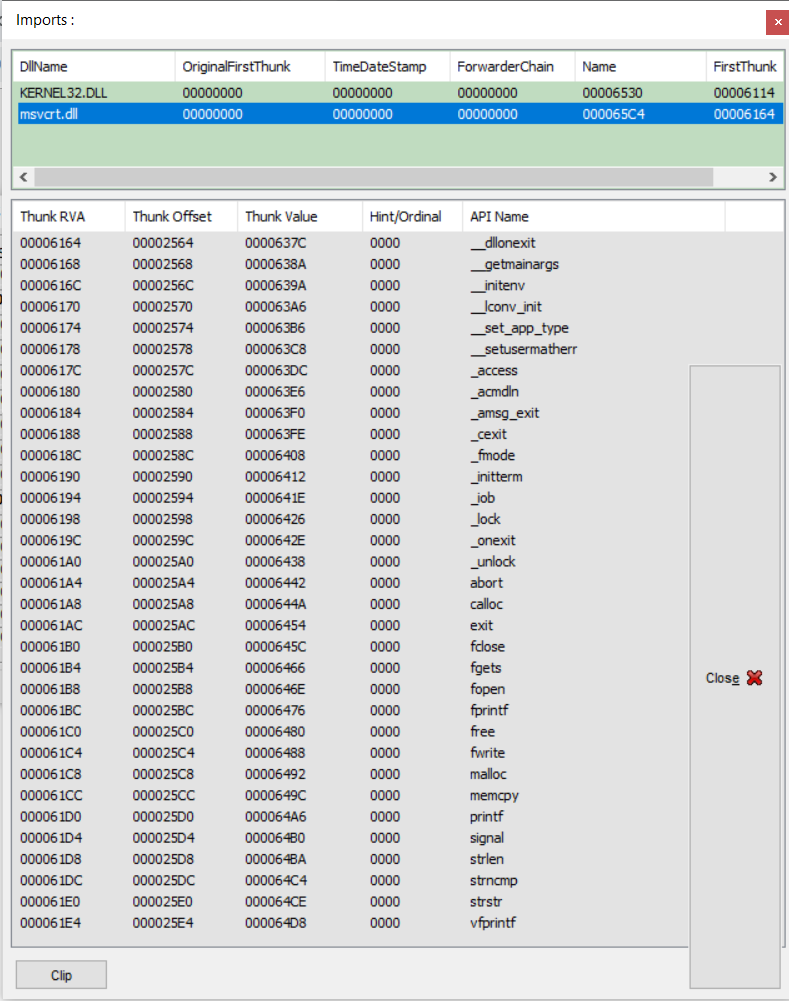 Imports :
DllName OriginalFirstThunk TimeDateStamp ForwarderChain Name FirstThunk
KERNEL32.DLL 00000000 00000000 00000000 00006530 00006114
msvcrt.dll 00000000 00000000 00000000 000065C4 00006164
Thunk RVA Thunk Offset Thunk Value Hint/Ordinal API Name
00006164 00002564 0000637C 0000 __dllonexit
00006168 00002568 0000638A 0000 __getmainargs
0000616C 0000256C 0000639A 0000 __initenv
00006170 00002570 000063A6 0000 __lconv_init
00006174 00002574 000063B6 0000 __set_app_type
00006178 00002578 000063C8 0000 __setusermatherr
0000617C 0000257C 000063DC 0000 _access
00006180 00002580 000063E6 0000 _acmdln
00006184 00002584 000063F0 0000 _amsg_exit
00006188 00002588 000063FE 0000 _cexit
0000618C 0000258C 00006408 0000 _fmode
00006190 00002590 00006412 0000 _initterm
00006194 00002594 0000641E 0000 _iob
00006198 00002598 00006426 0000 _lock
0000619C 0000259C 0000642E 0000 _onexit
000061A0 000025A0 00006438 0000 _unlock
000061A4 000025A4 00006442 0000 abort
000061A8 000025A8 0000644A 0000 calloc
000061AC 000025AC 00006454 0000 exit
000061B0 000025B0 0000645C 0000 fclose
000061B4 000025B4 00006466 0000 fgets
000061B8 000025B8 0000646E 0000 fopen
000061BC 000025BC 00006476 0000 fprintf
000061C0 000025C0 00006480 0000 free
000061C4 000025C4 00006488 0000 fwrite
000061C8 000025C8 00006492 0000 malloc
000061CC 000025CC 0000649C 0000 memcpy
000061D0 000025D0 000064A6 0000 printf
000061D4 000025D4 000064B0 0000 signal
000061D8 000025D8 000064BA 0000 strlen
000061DC 000025DC 000064C4 0000 strncmp
000061E0 000025E0 000064CE 0000 strstr
000061E4 000025E4 000064D8 0000 vfprintf
Close
Clip